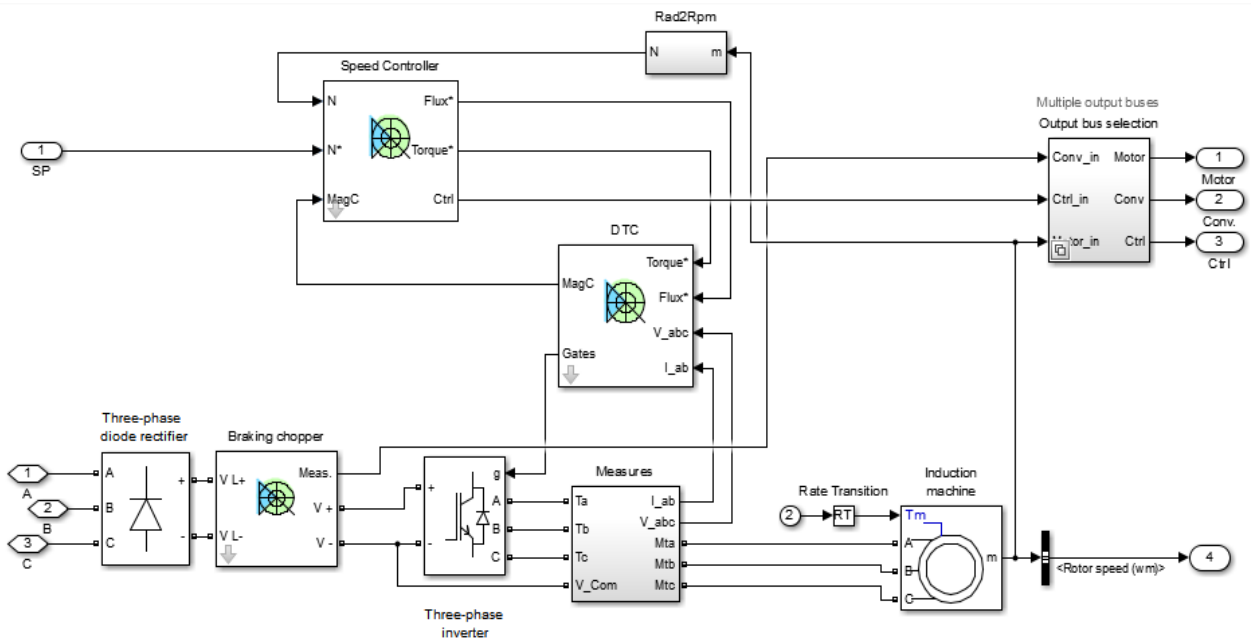 Rad2Rpm
N
m
Speed Controller
N
Flux*
N*
Torque*
MagC
Ctrl
1
SP
Multiple output buses
Output bus selection
Conv_in
Motor
Ctrl_in
Conv
Ctrl
1
Motor
2
Conv.
3
Ctrl
DTC
Torque*
MagC
Flux*
V_abc
Gates
I_ab
Three-phase
diode rectifier
A
+
B
C
-
1
A
2
B
3
C
Braking chopper
V L+
Meas.
V +
V L-
V -
+
g
A
B
-
C
Three-phase
inverter
Measures
Ta
I_ab
Tb
V_abc
Mta
Tc
Mtb
V_Com
Mtc
Rate Transition
2
RT
Induction
machine
Tm
A
B
m
C
<Rotor speed (wm)>
4